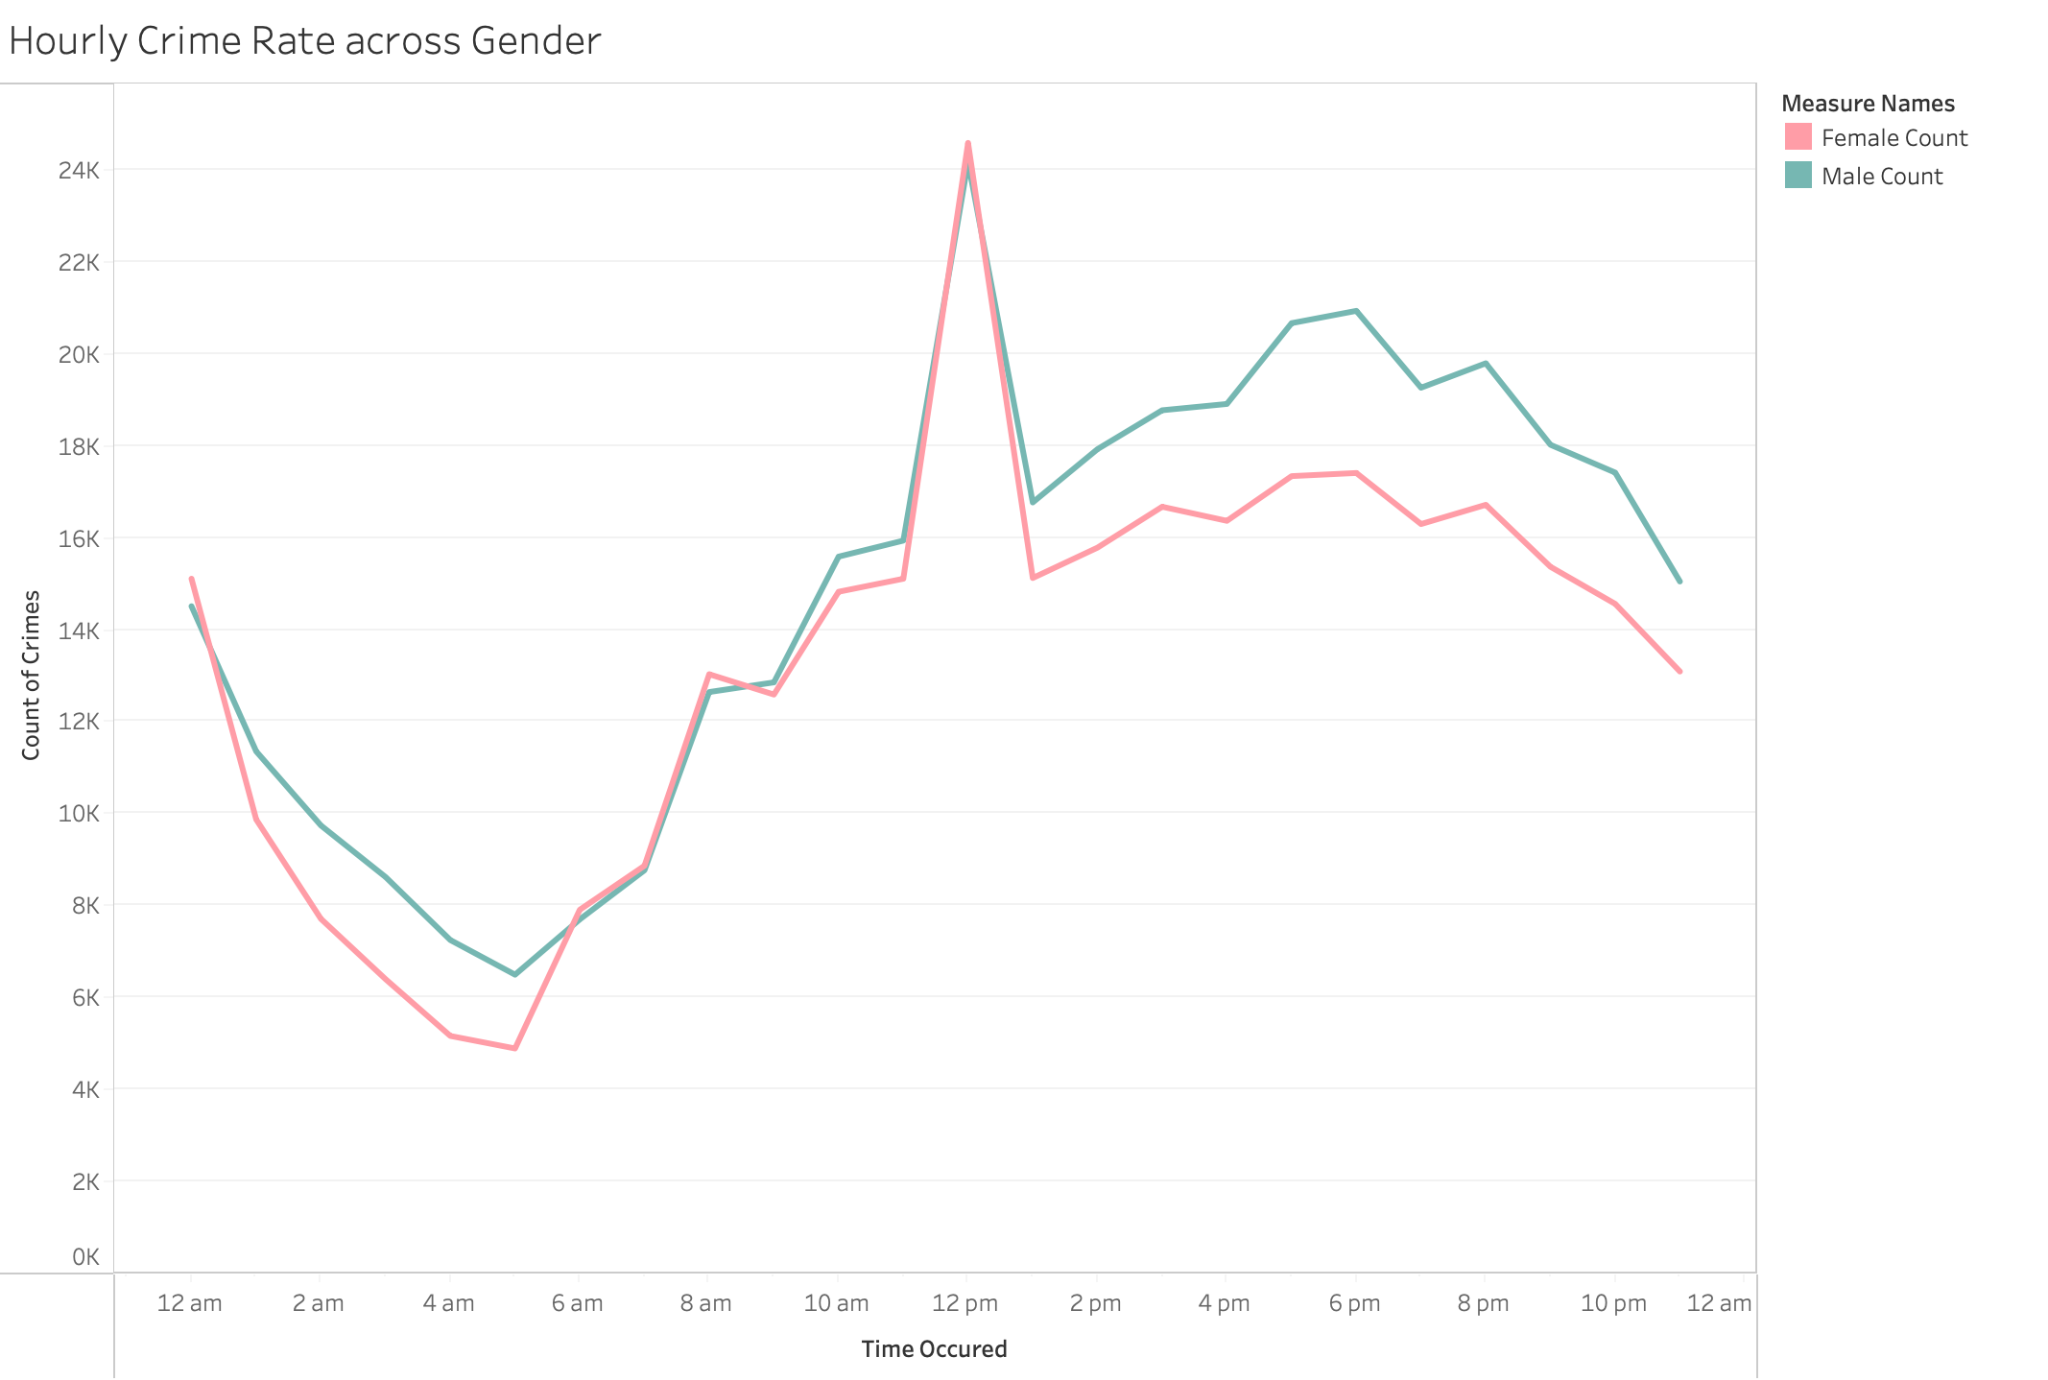 Hourly Crime Rate across Gender
Measure Names
Female Count
Male Count
Count of Crimes
24K
22K
20K
18K
16K
14K
12K
10K
8K
6K
4K
2K
0K
12 am 2 am 4 am 6 am 8 am 10 am 12 pm 2 pm 4 pm 6 pm 8 pm 10 pm 12 am
Time Occured